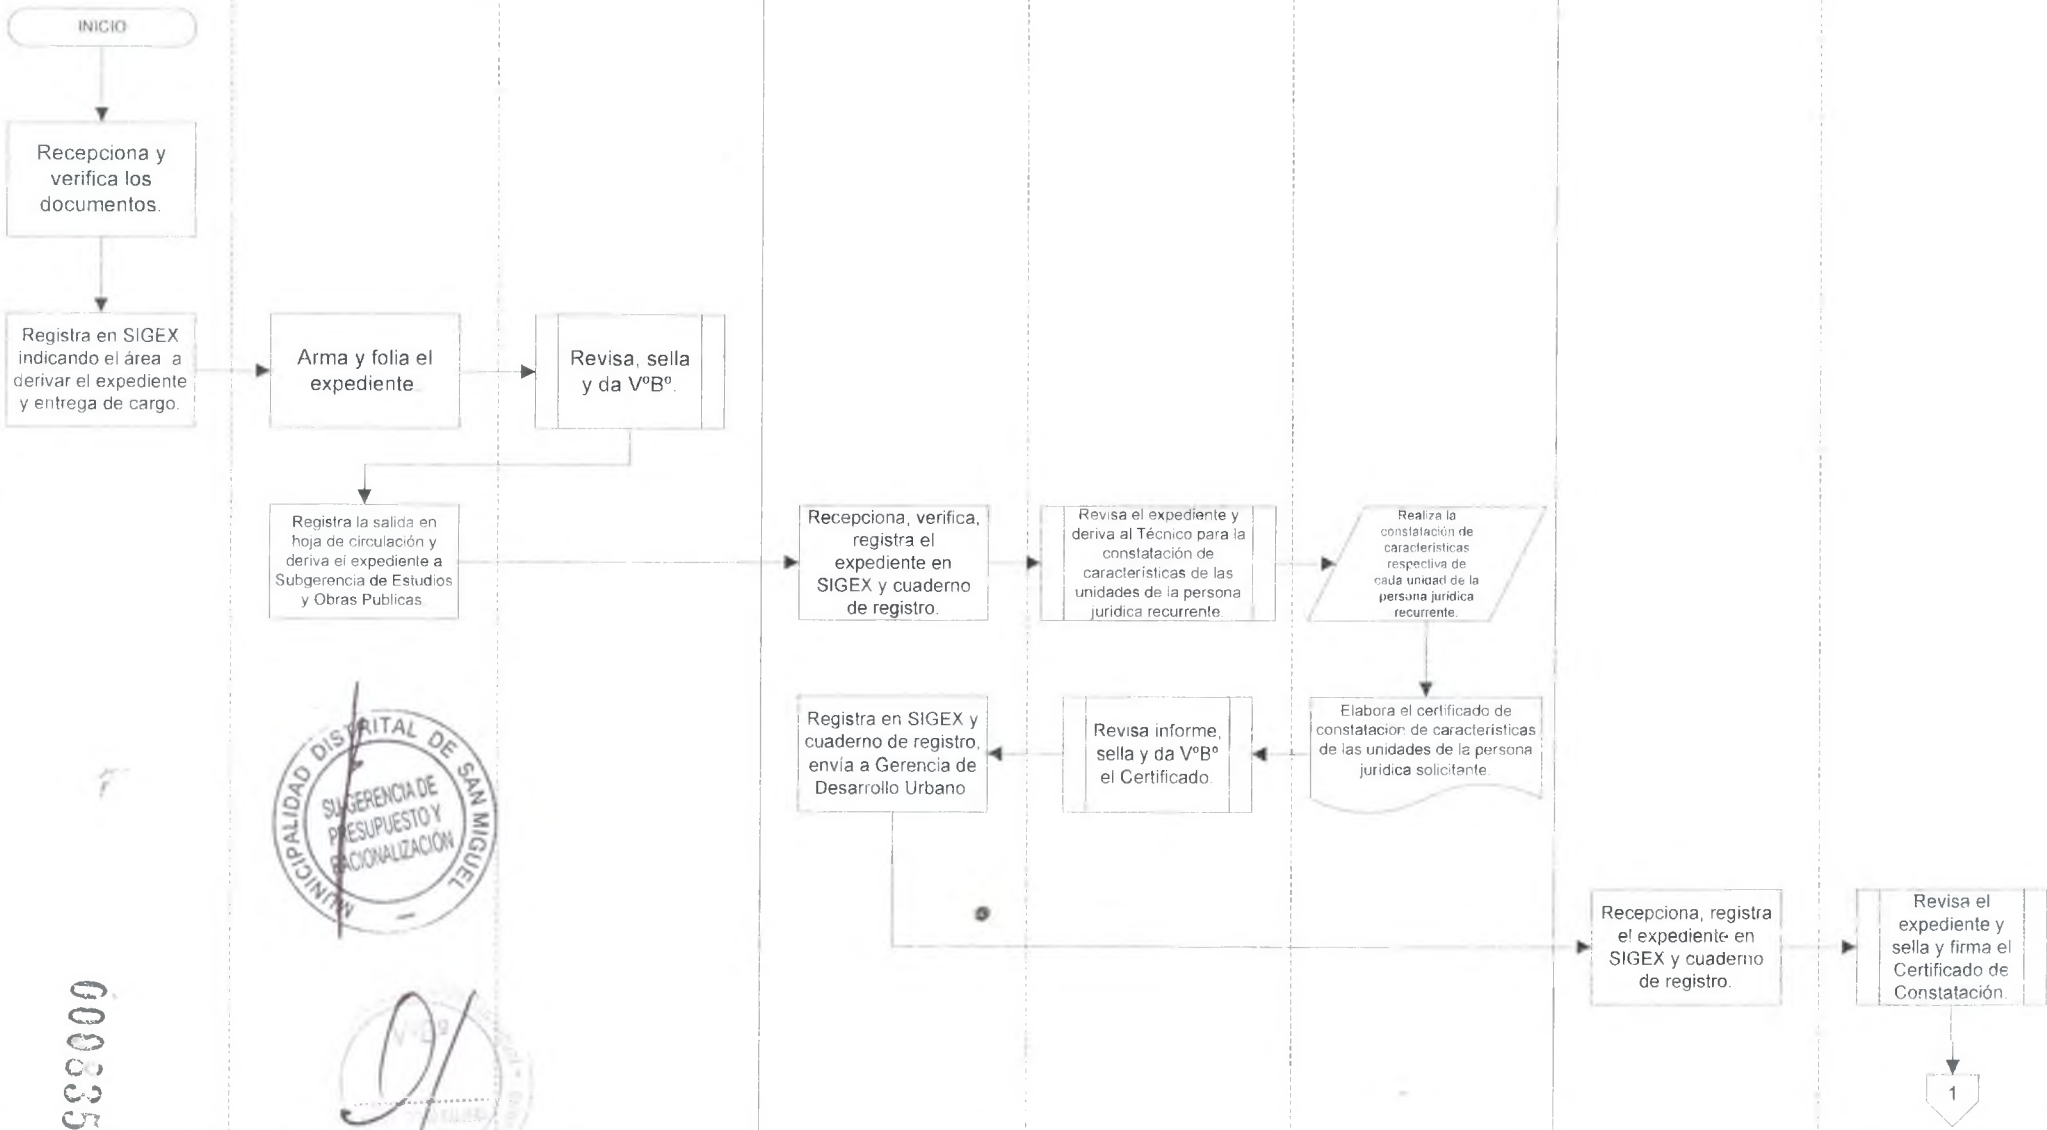 INICIO
Recepciona y
verifica los
documentos.
Registra en SIGEX
indicando el área a
derivar el expediente
y entrega de cargo.
Arma y folia el
expediente
Revisa, sella
y da VºBº.
Registra la salida en
hoja de circulación y
deriva el expediente a
Subgerencia de Estudios
y Obras Publicas
Recepciona, verifica,
registra el
expediente en
SIGEX y cuaderno
de registro.
Revisa el expediente y
deriva al Técnico para la
constatación de
características de las
unidades de la persona
jurídica recurrente.
Realiza la
constatación de
características
respectiva de
cada unidad de la
persona jurídica
recurrente.
Elabora el certificado de
constatacion de características
de las unidades de la persona
jurídica solicitante.
Revisa informe,
sella y da VºBº
el Certificado.
Registra en SIGEX y
cuaderno de registro,
envía a Gerencia de
Desarrollo Urbano
Recepciona, registra
el expediente en
SIGEX y cuaderno
de registro.
Revisa el
expediente y
sella y firma el
Certificado de
Constatación.
1
MUNICIPALIDAD DISTRITAL DE SAN MIGUEL
SUBGERENCIA DE
PRESUPUESTO Y
RACIONALIZACIÓN
VºBº
000835